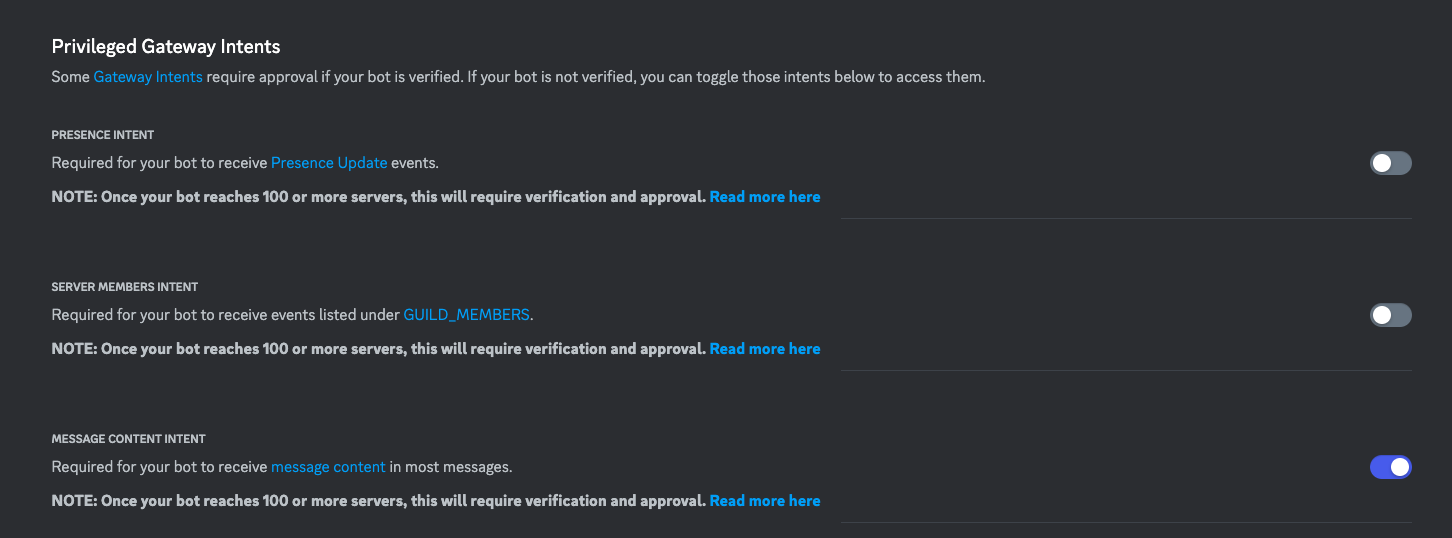 Privileged Gateway Intents
Some Gateway Intents require approval if your bot is verified. If your bot is not verified, you can toggle those intents below to access them.
PRESENCE INTENT
Required for your bot to receive Presence Update events.
NOTE: Once your bot reaches 100 or more servers, this will require verification and approval. Read more here
SERVER MEMBERS INTENT
Required for your bot to receive events listed under GUILD_MEMBERS.
NOTE: Once your bot reaches 100 or more servers, this will require verification and approval. Read more here
MESSAGE CONTENT INTENT
Required for your bot to receive message content in most messages.
NOTE: Once your bot reaches 100 or more servers, this will require verification and approval. Read more here